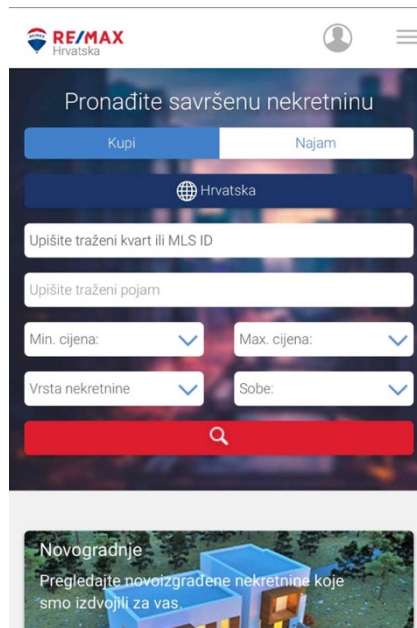 RE/MAX
Hrvatska
Pronađite savršenu nekretninu
Kupi
Najam
Hrvatska
Upišite traženi kvart ili MLS ID
Upišite traženi pojam
Min. cijena:
Max. cijena:
Vrsta nekretnine
Sobe:
Novogradnje
Pregledajte novoizgrađene nekretnine koje
smo izdvojili za vas.